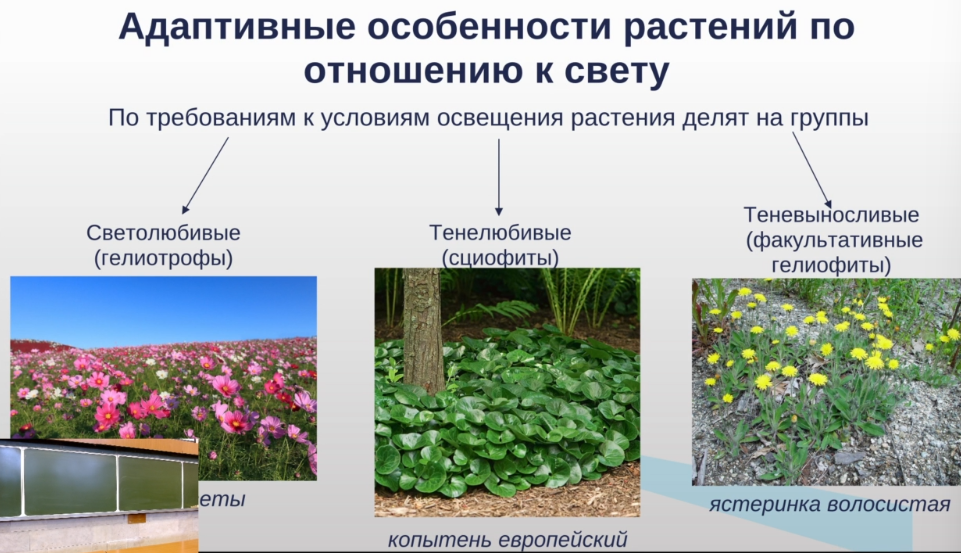 Адаптивные особенности растений по
отношению к свету
По требованиям к условиям освещения растения делят на группы
Светолюбивые
(гелиотрофы)
Тенелюбивые
(сциофиты)
Теневыносливые
(факультативные
гелиофиты)
еты
копытень европейский
ястеринка волосистая